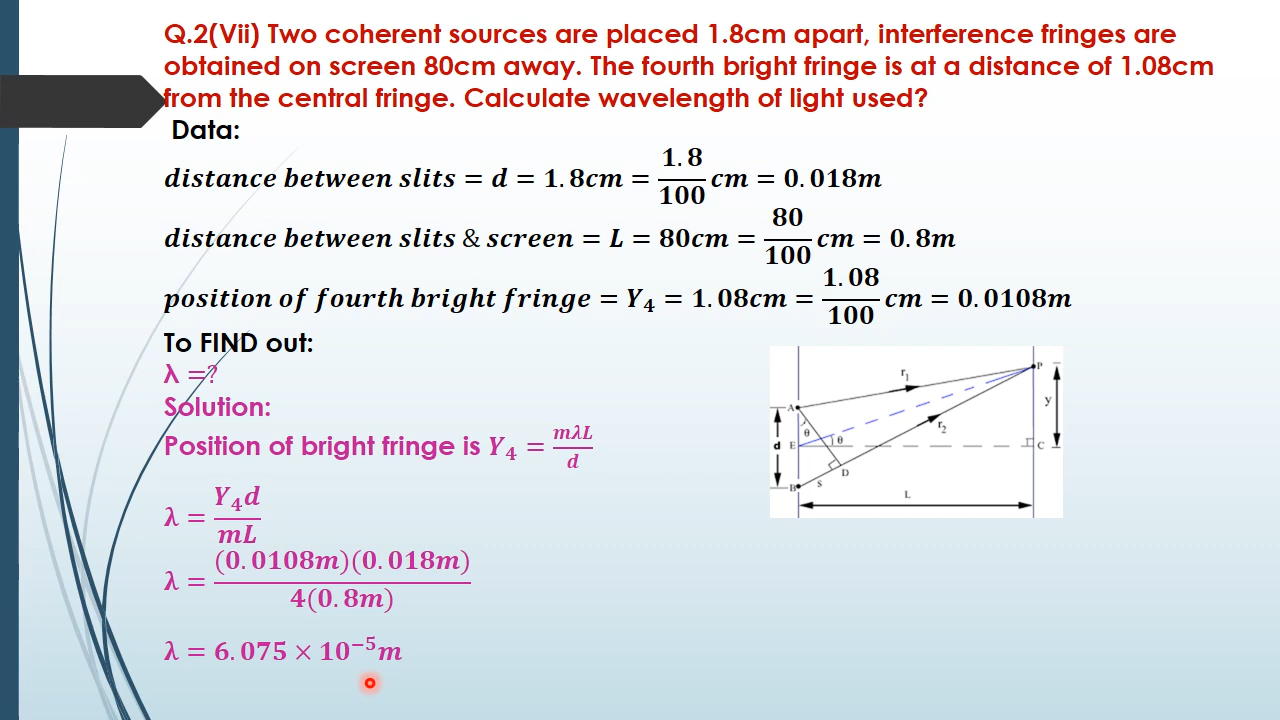 Q.2(Vii) Two coherent sources are placed 1.8cm apart, interference fringes are
obtained on screen 80cm away. The fourth bright fringe is at a distance of 1.08cm
from the central fringe. Calculate wavelength of light used?
Data:
distance between slits = d = 1.8cm = 1.8/100 cm = 0.018m
distance between slits & screen = L = 80cm = 80/100 cm = 0.8m
position of fourth bright fringe = Y₄ = 1.08cm = 1.08/100 cm = 0.0108m
To FIND out:
λ =?
Solution:
Position of bright fringe is Y₄ = mλL/d
λ = Y₄d/mL
λ = (0.0108m)(0.018m)/4(0.8m)
λ = 6.075 × 10⁻⁵m
P
r₁
A
y
r₂
θ
θ
d
E
C
D
S
B
L